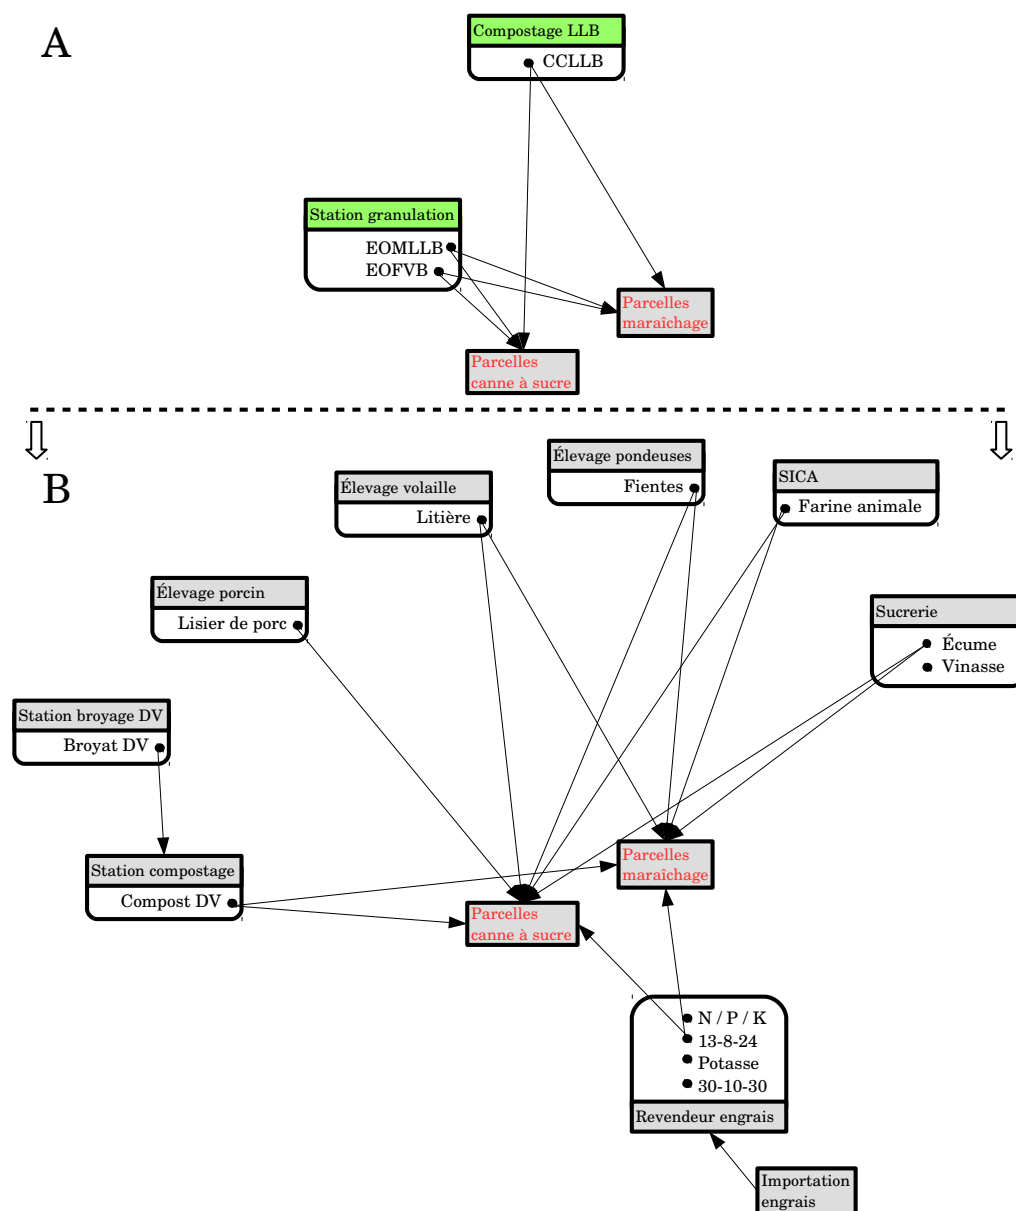 A
Compostage LLB
CCLLB
Station granulation
EOMLLB
EOFVB
Parcelles
maraîchage
Parcelles
canne à sucre
B
Élevage pondeuses
Fientes
SICA
Farine animale
Élevage volaille
Litière
Élevage porcin
Lisier de porc
Sucrerie
Écume
Vinasse
Station broyage DV
Broyat DV
Parcelles
maraîchage
Station compostage
Compost DV
Parcelles
canne à sucre
N / P / K
13-8-24
Potasse
30-10-30
Revendeur engrais
Importation
engrais